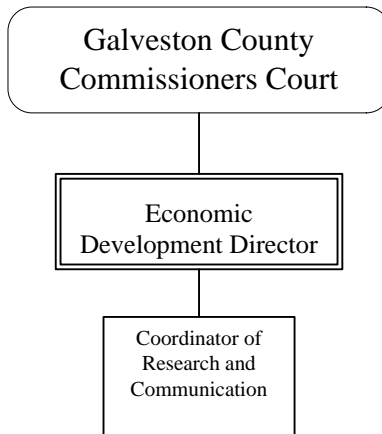 Galveston County
Commissioners Court
Economic
Development Director
Coordinator of
Research and
Communication